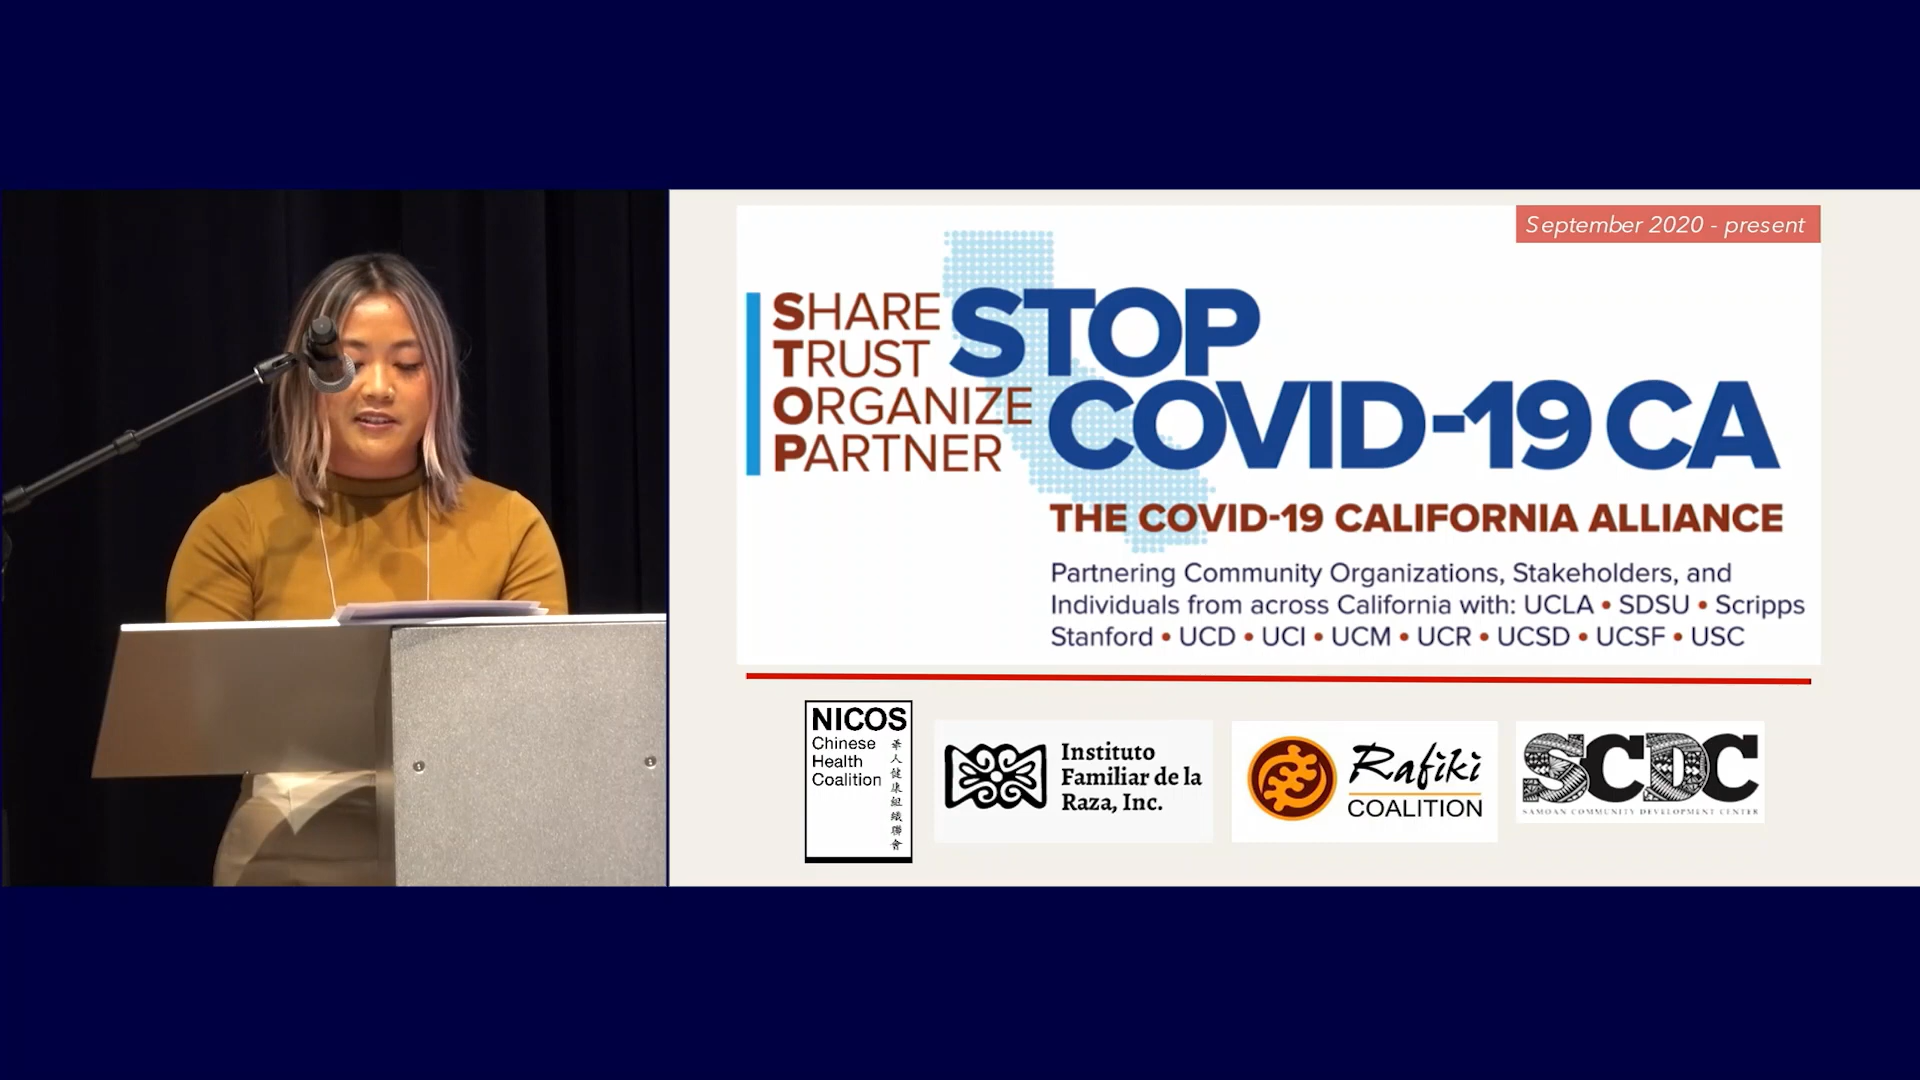 September 2020 - present
SHARE
TRUST
ORGANIZE
PARTNER
STOP
COVID-19 CA
THE COVID-19 CALIFORNIA ALLIANCE
Partnering Community Organizations, Stakeholders, and
Individuals from across California with: UCLA • SDSU • Scripps
Stanford • UCD • UCI • UCM • UCR • UCSD • UCSF • USC
NICOS
Chinese
Health
Coalition
華人健康組織聯會
Instituto
Familiar de la
Raza, Inc.
Rafiki
COALITION
SCDC
SAMOAN COMMUNITY DEVELOPMENT CENTER